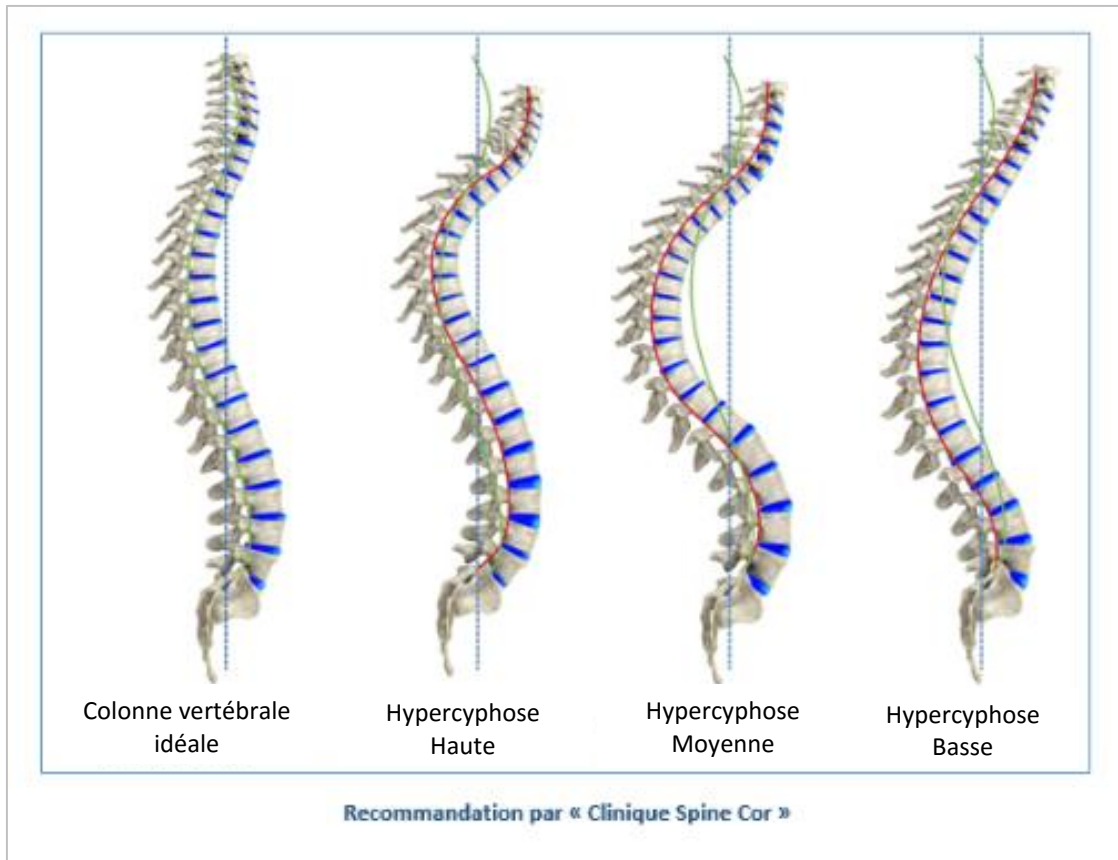 Colonne vertébrale
idéale
Hypercyphose
Haute
Hypercyphose
Moyenne
Hypercyphose
Basse
Recommandation par « Clinique Spine Cor »